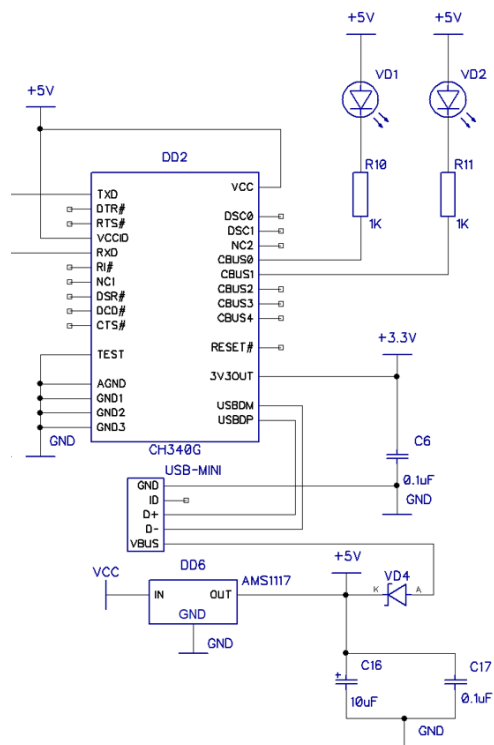 +5V +5V
VD1 VD2
+5V
DD2
R10 R11
1K 1K
TXD VCC
DTR#
RTS# DSC0
VCCIO DSC1
RXD NC2
RI# CBUS0
NC1 CBUS1
DSR# CBUS2
DCD# CBUS3
CTS# CBUS4
RESET#
+3.3V
TEST
3V3OUT
AGND
GND1 USBDM
GND2 USBDP
GND3
GND
CH340G
C6
0.1uF
USB-MINI
GND
ID
D+
D-
VBUS
GND
+5V
DD6 AMS1117
VCC IN OUT
GND
GND
VD4
K A
C16 C17
+
10uF 0.1uF
GND